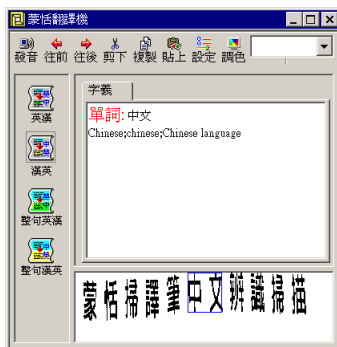 蒙恬翻譯機
發音 往前 往後 剪下 複製 貼上 設定 調色
英漢
漢英
整句英漢
整句漢英
字義
單詞: 中文
Chinese;chinese;Chinese language
蒙恬掃譯筆中文辨識掃描